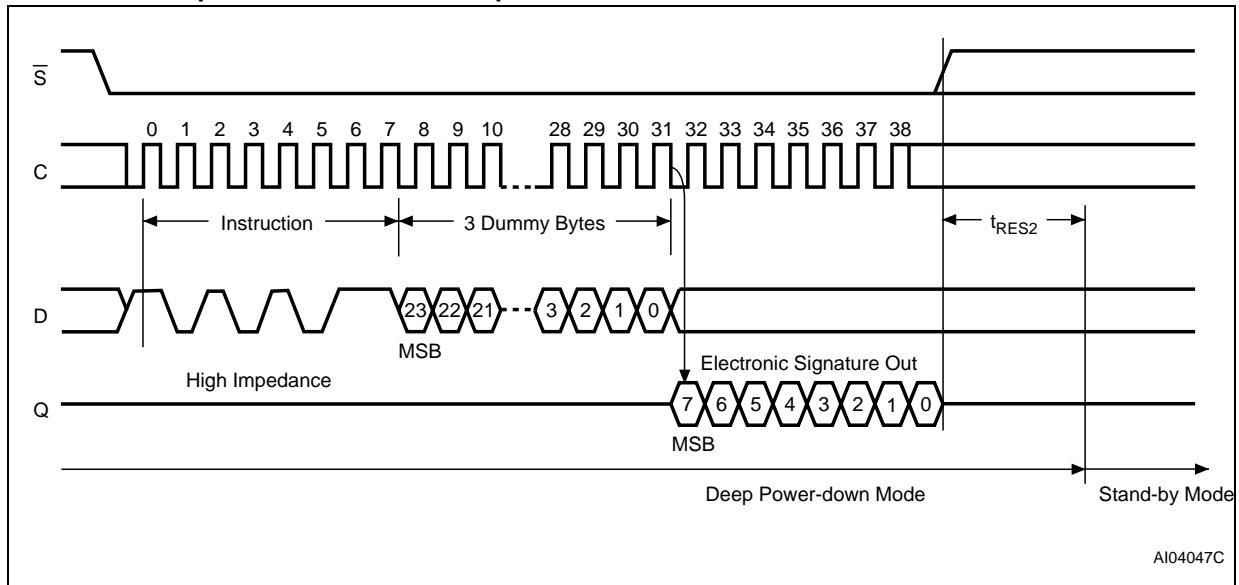 S
0 1 2 3 4 5 6 7 8 9 10 28 29 30 31 32 33 34 35 36 37 38
C
Instruction 3 Dummy Bytes tRES2
D 23 22 21 3 2 1 0
MSB
High Impedance Electronic Signature Out
Q 7 6 5 4 3 2 1 0
MSB
Deep Power-down Mode Stand-by Mode
AI04047C